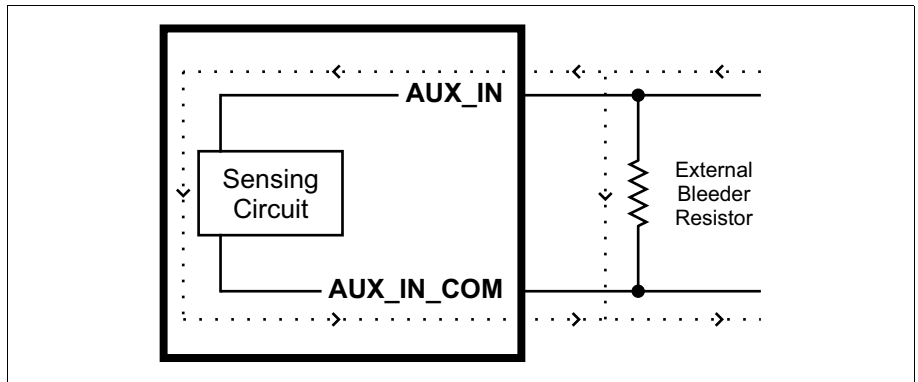 AUX_IN
Sensing
Circuit
External
Bleeder
Resistor
AUX_IN_COM